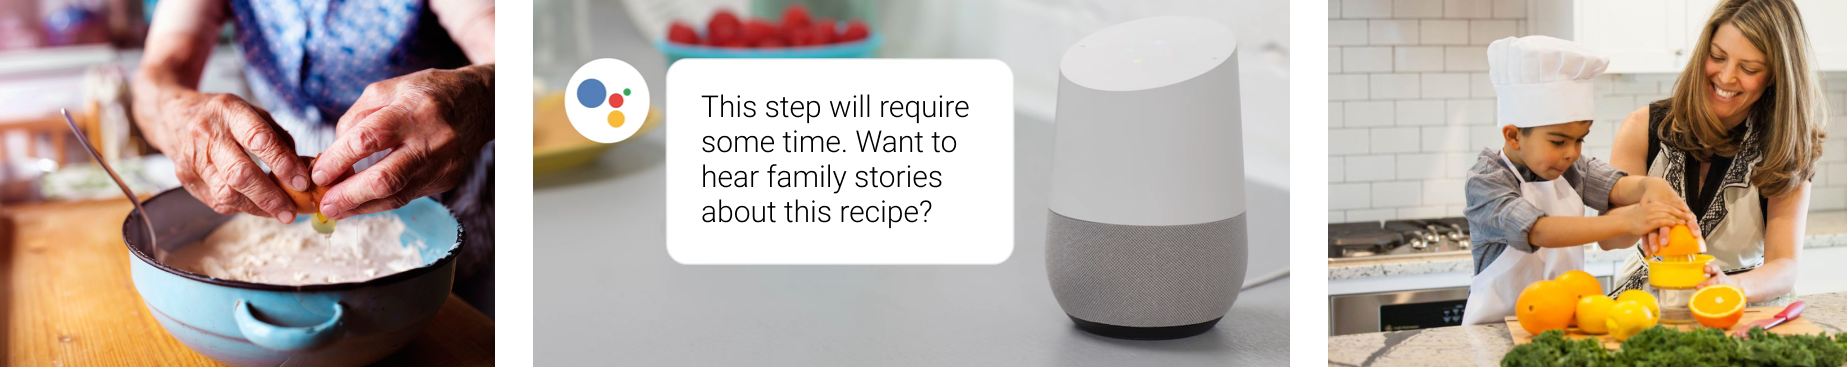 This step will require
some time. Want to
hear family stories
about this recipe?